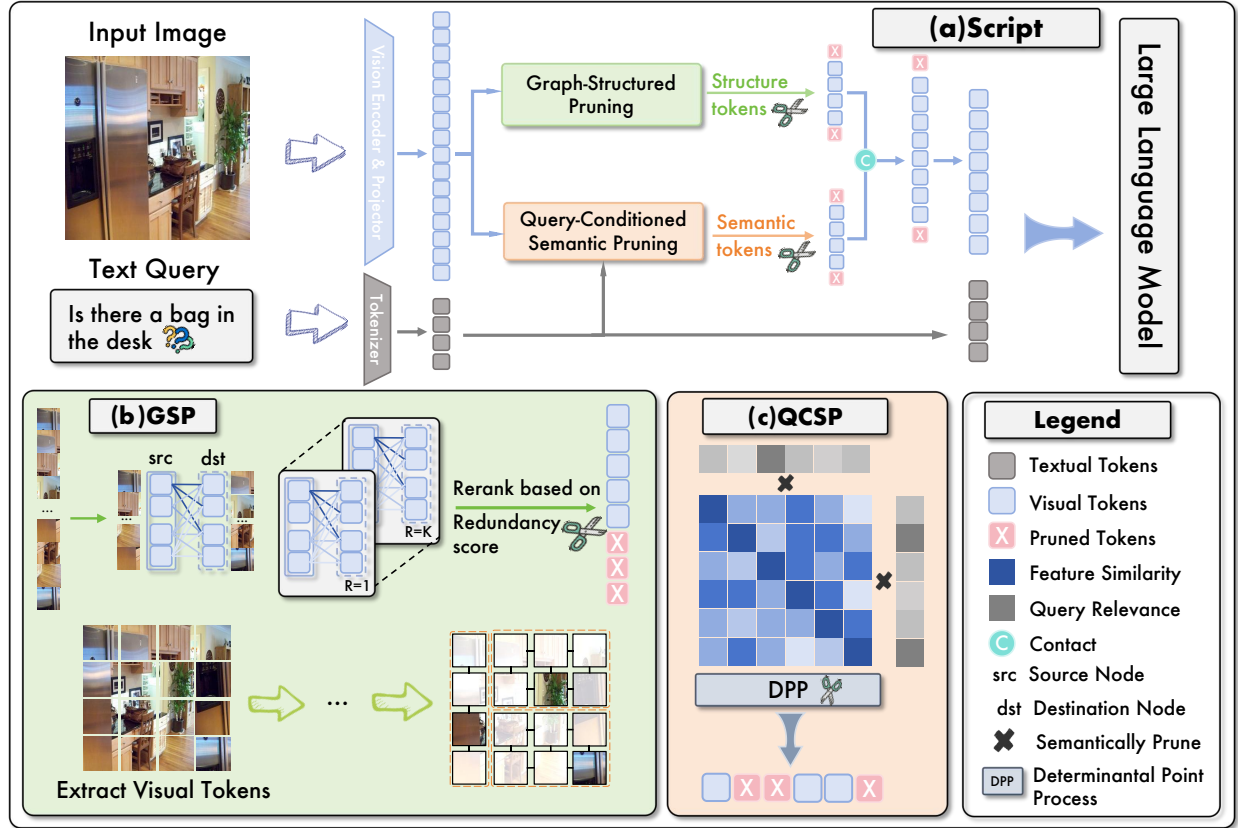 Input Image
Vision Encoder & Projector
Graph-Structured
Pruning
Structure
tokens
X
X
Query-Conditioned
Semantic Pruning
Semantic
tokens
X
X
C
X
X
(a)Script
Large Language Model
Text Query
Is there a bag in
the desk
Tokenizer
(b)GSP
src
dst
...
...
...
R=1
R=K
Rerank based on
Redundancy
score
X
X
X
Extract Visual Tokens
...
(c)QCSP
DPP
X
X
X
Legend
Textual Tokens
Visual Tokens
X
Pruned Tokens
Feature Similarity
Query Relevance
C
Contact
src Source Node
dst Destination Node
Semantically Prune
DPP
Determinantal Point
Process